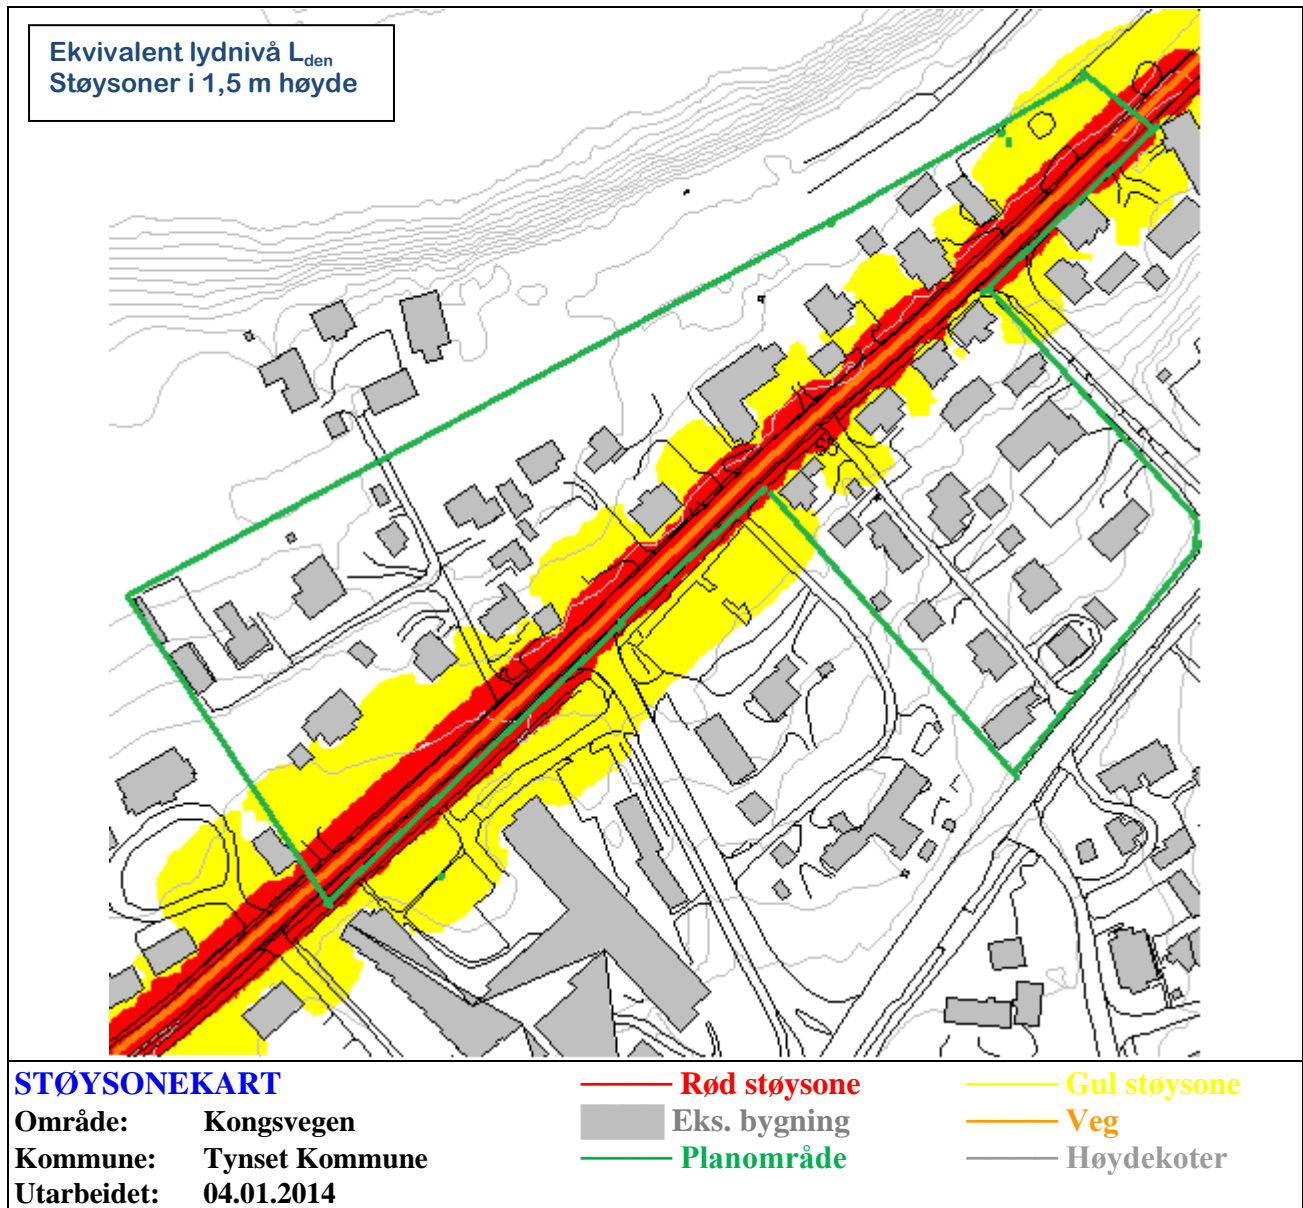 Ekvivalent lydnivå Lden
Støysoner i 1,5 m høyde
STØYSONEKART
Område: Kongsvegen
Kommune: Tynset Kommune
Utarbeidet: 04.01.2014
Rød støysone
Eks. bygning
Planområde
Gul støysone
Veg
Høydekoter